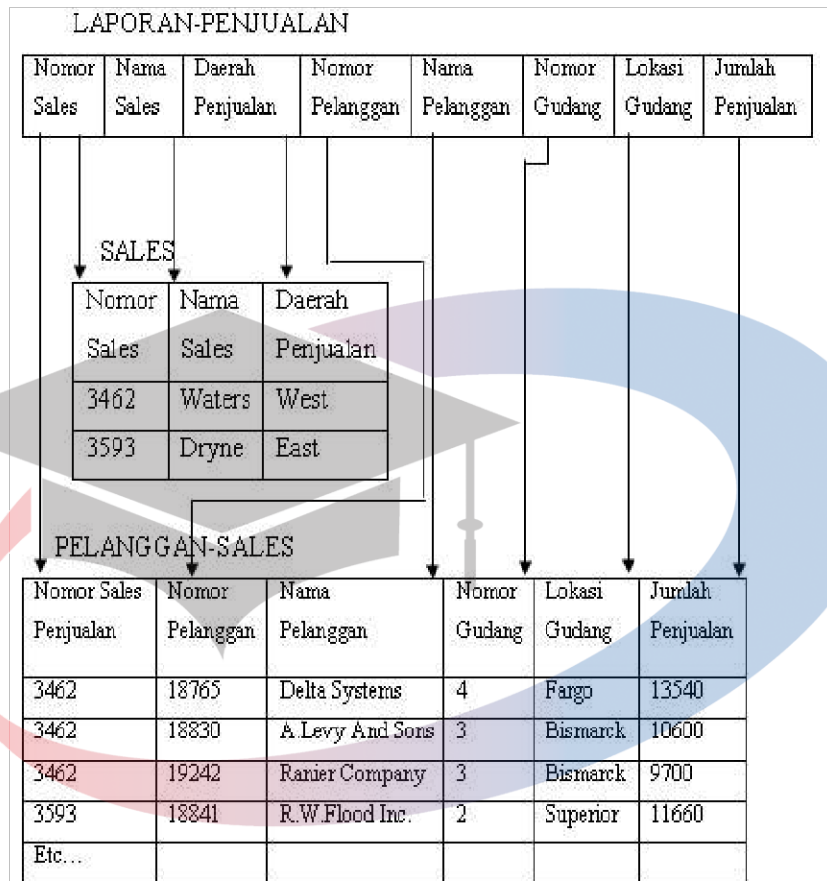 LAPORAN-PENJUALAN
Nomor Nama Daerah Nomor Nama Nomor Lokasi Jumlah
Sales Sales Penjualan Pelanggan Pelanggan Gudang Gudang Penjualan
SALES
Nomor Nama Daerah
Sales Sales Penjualan
3462 Waters West
3593 Dryne East
PELANGGAN-SALES
Nomor Sales Nomor Nama Nomor Lokasi Jumlah
Penjualan Pelanggan Pelanggan Gudang Gudang Penjualan
3462 18765 Delta Systems 4 Fargo 13540
3462 18830 A.Levy And Sons 3 Bismarck 10600
3462 19242 Ranier Company 3 Bismarck 9700
3593 18841 R.W.Flood Inc. 2 Superior 11660
Etc...